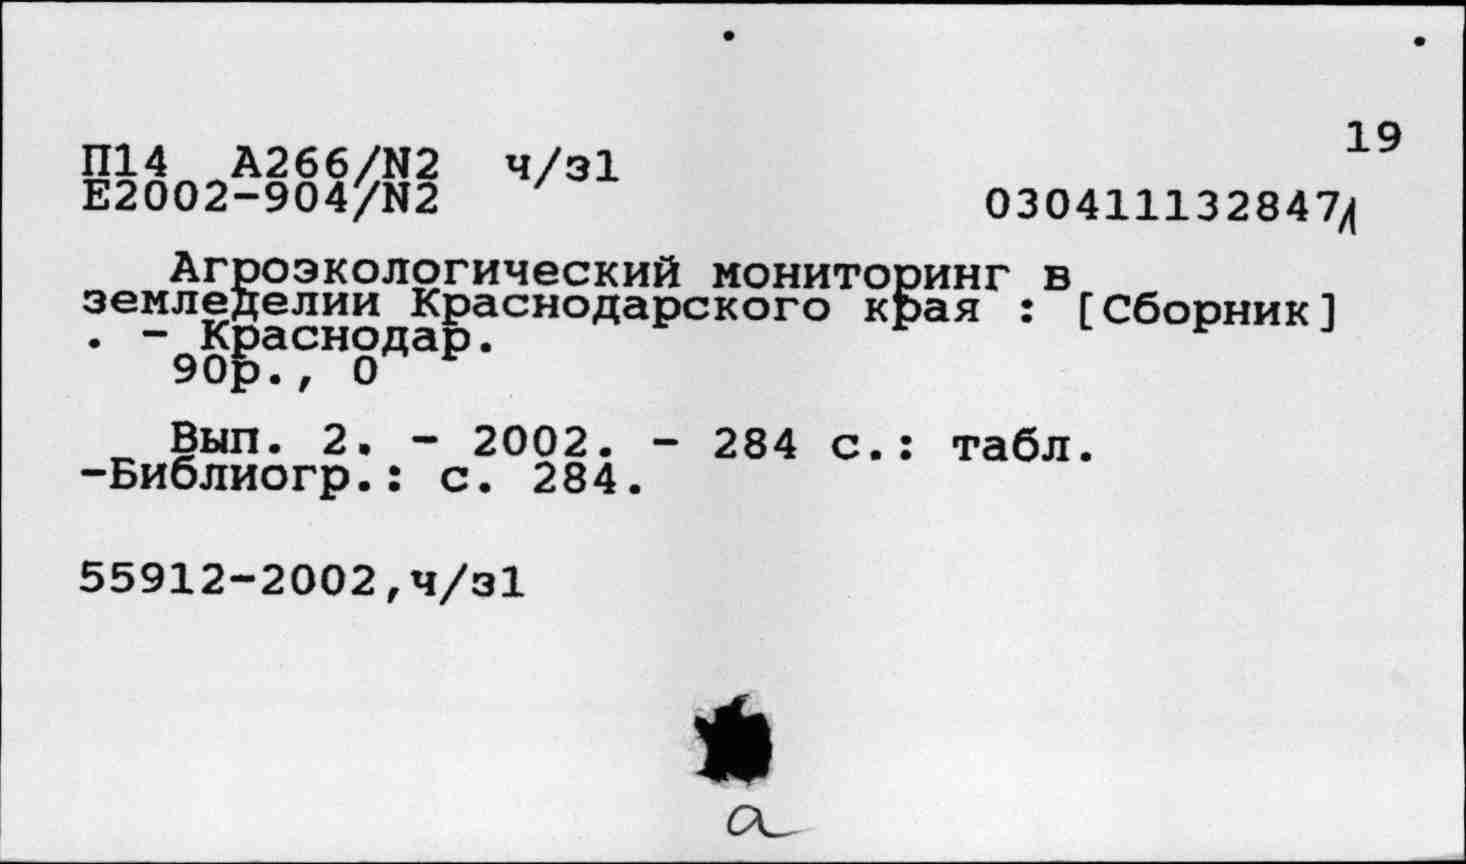 19
П14 А266/N2 ч/з1
Е2002-904/N2
030411132847Д
Агроэкологический мониторинг в
земледелии Краснодарского края : [Сборник]
. - Краснодар.
90р., 0
Вып. 2. - 2002. - 284 с.: табл.
-Библиогр.: с. 284.
55912-2002,ч/з1
а